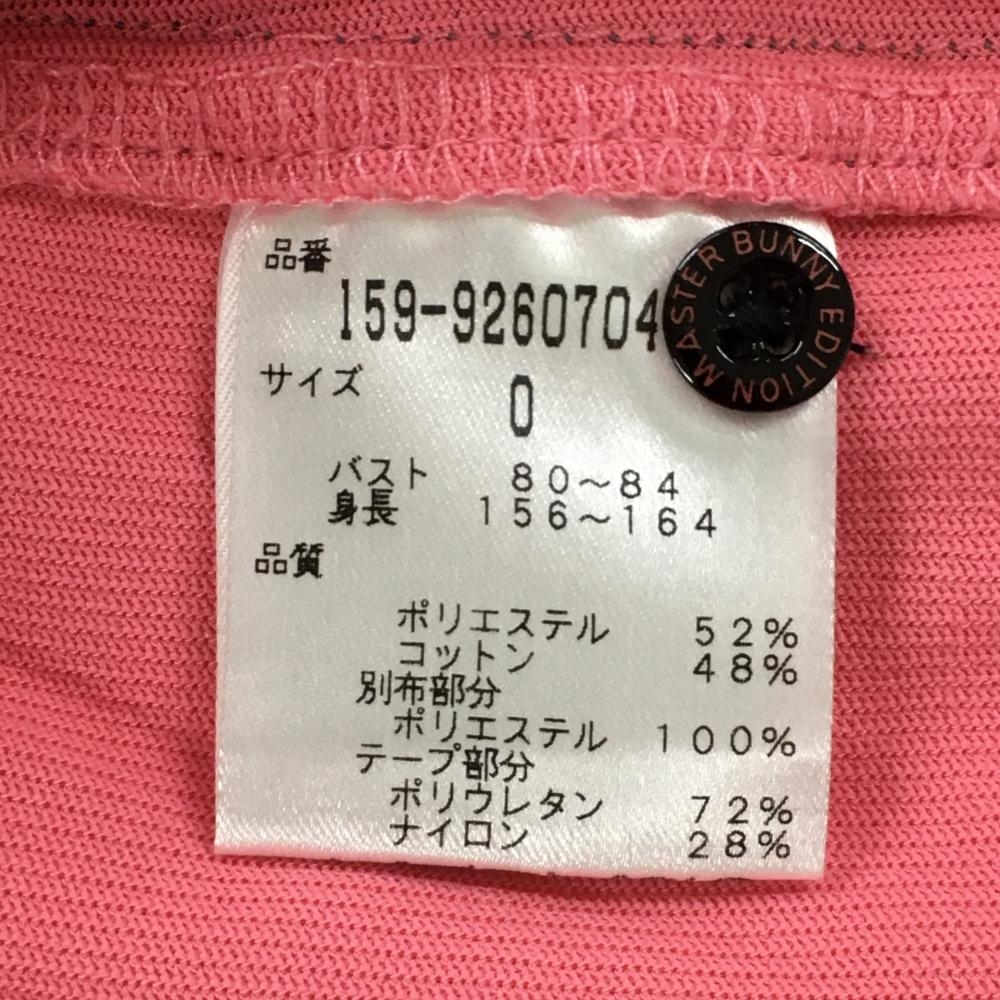 品番
159-9260704
MASTER BUNNY EDITION
サイズ 0
バスト 80～84
身長 156～164
品質
ポリエステル 52%
コットン 48%
別布部分
ポリエステル 100%
テープ部分
ポリウレタン 72%
ナイロン 28%